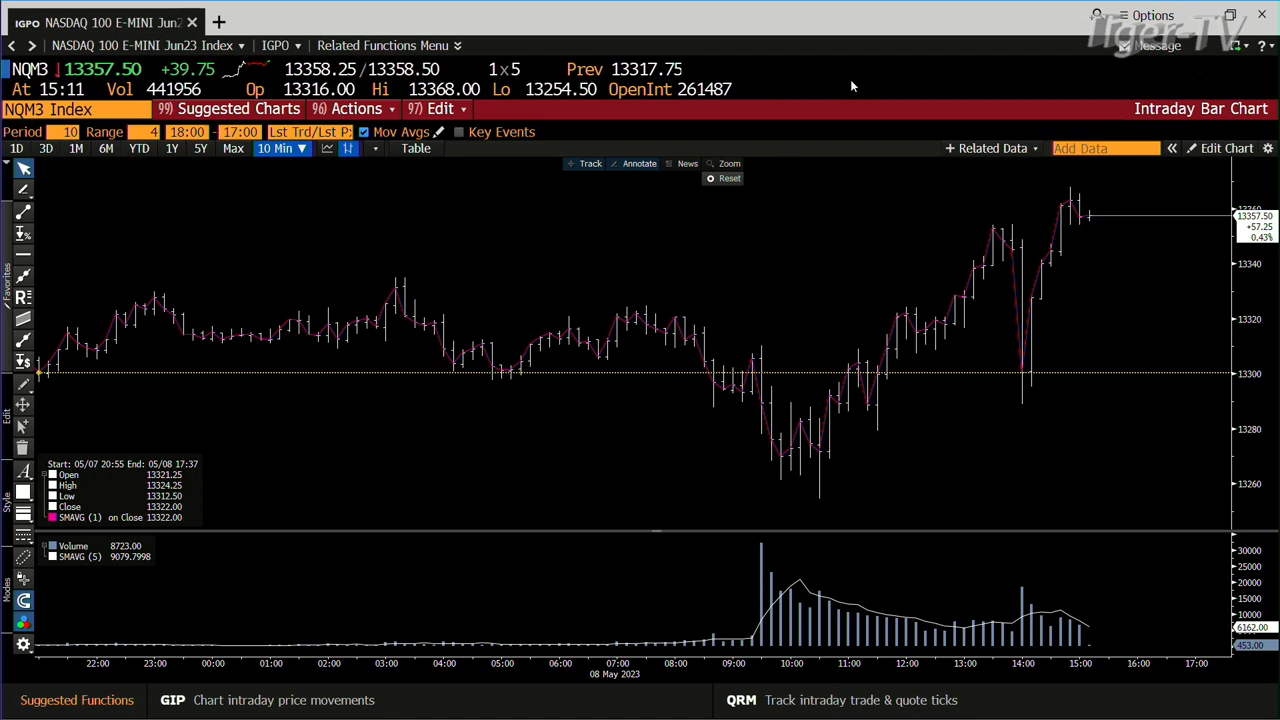 IGPO NASDAQ 100 E-MINI Jun2 × +
Options
Tiger-TV
< > NASDAQ 100 E-MINI Jun23 Index IGPO Related Functions Menu Message ?
NQM3 ↓13357.50 +39.75 13358.25/13358.50 1x5 Prev 13317.75
At 15:11 Vol 441956 Op 13316.00 Hi 13368.00 Lo 13254.50 OpenInt 261487
NQM3 Index 99) Suggested Charts 96) Actions 97) Edit Intraday Bar Chart
Period 10 Range 4 18:00 - 17:00 Lst Trd/Lst P: Mov Avgs Key Events
1D 3D 1M 6M YTD 1Y 5Y Max 10 Min ▼ Table + Related Data Add Data « Edit Chart
Track Annotate News Zoom
Reset
13360
13357.50
+57.25
0.43%
13340
13320
13300
13280
13260
Favorites
Edit
Style
Modes
Start: 05/07 20:55 End: 05/08 17:37
Open 13321.25
High 13324.25
Low 13312.50
Close 13322.00
SMAVG (1) on Close 13322.00
Volume 8723.00
SMAVG (5) 9079.7998
30000
25000
20000
15000
10000
6162.00
453.00
22:00 23:00 00:00 01:00 02:00 03:00 04:00 05:00 06:00 07:00 08:00 09:00 10:00 11:00 12:00 13:00 14:00 15:00 16:00 17:00
08 May 2023
Suggested Functions GIP Chart intraday price movements QRM Track intraday trade & quote ticks